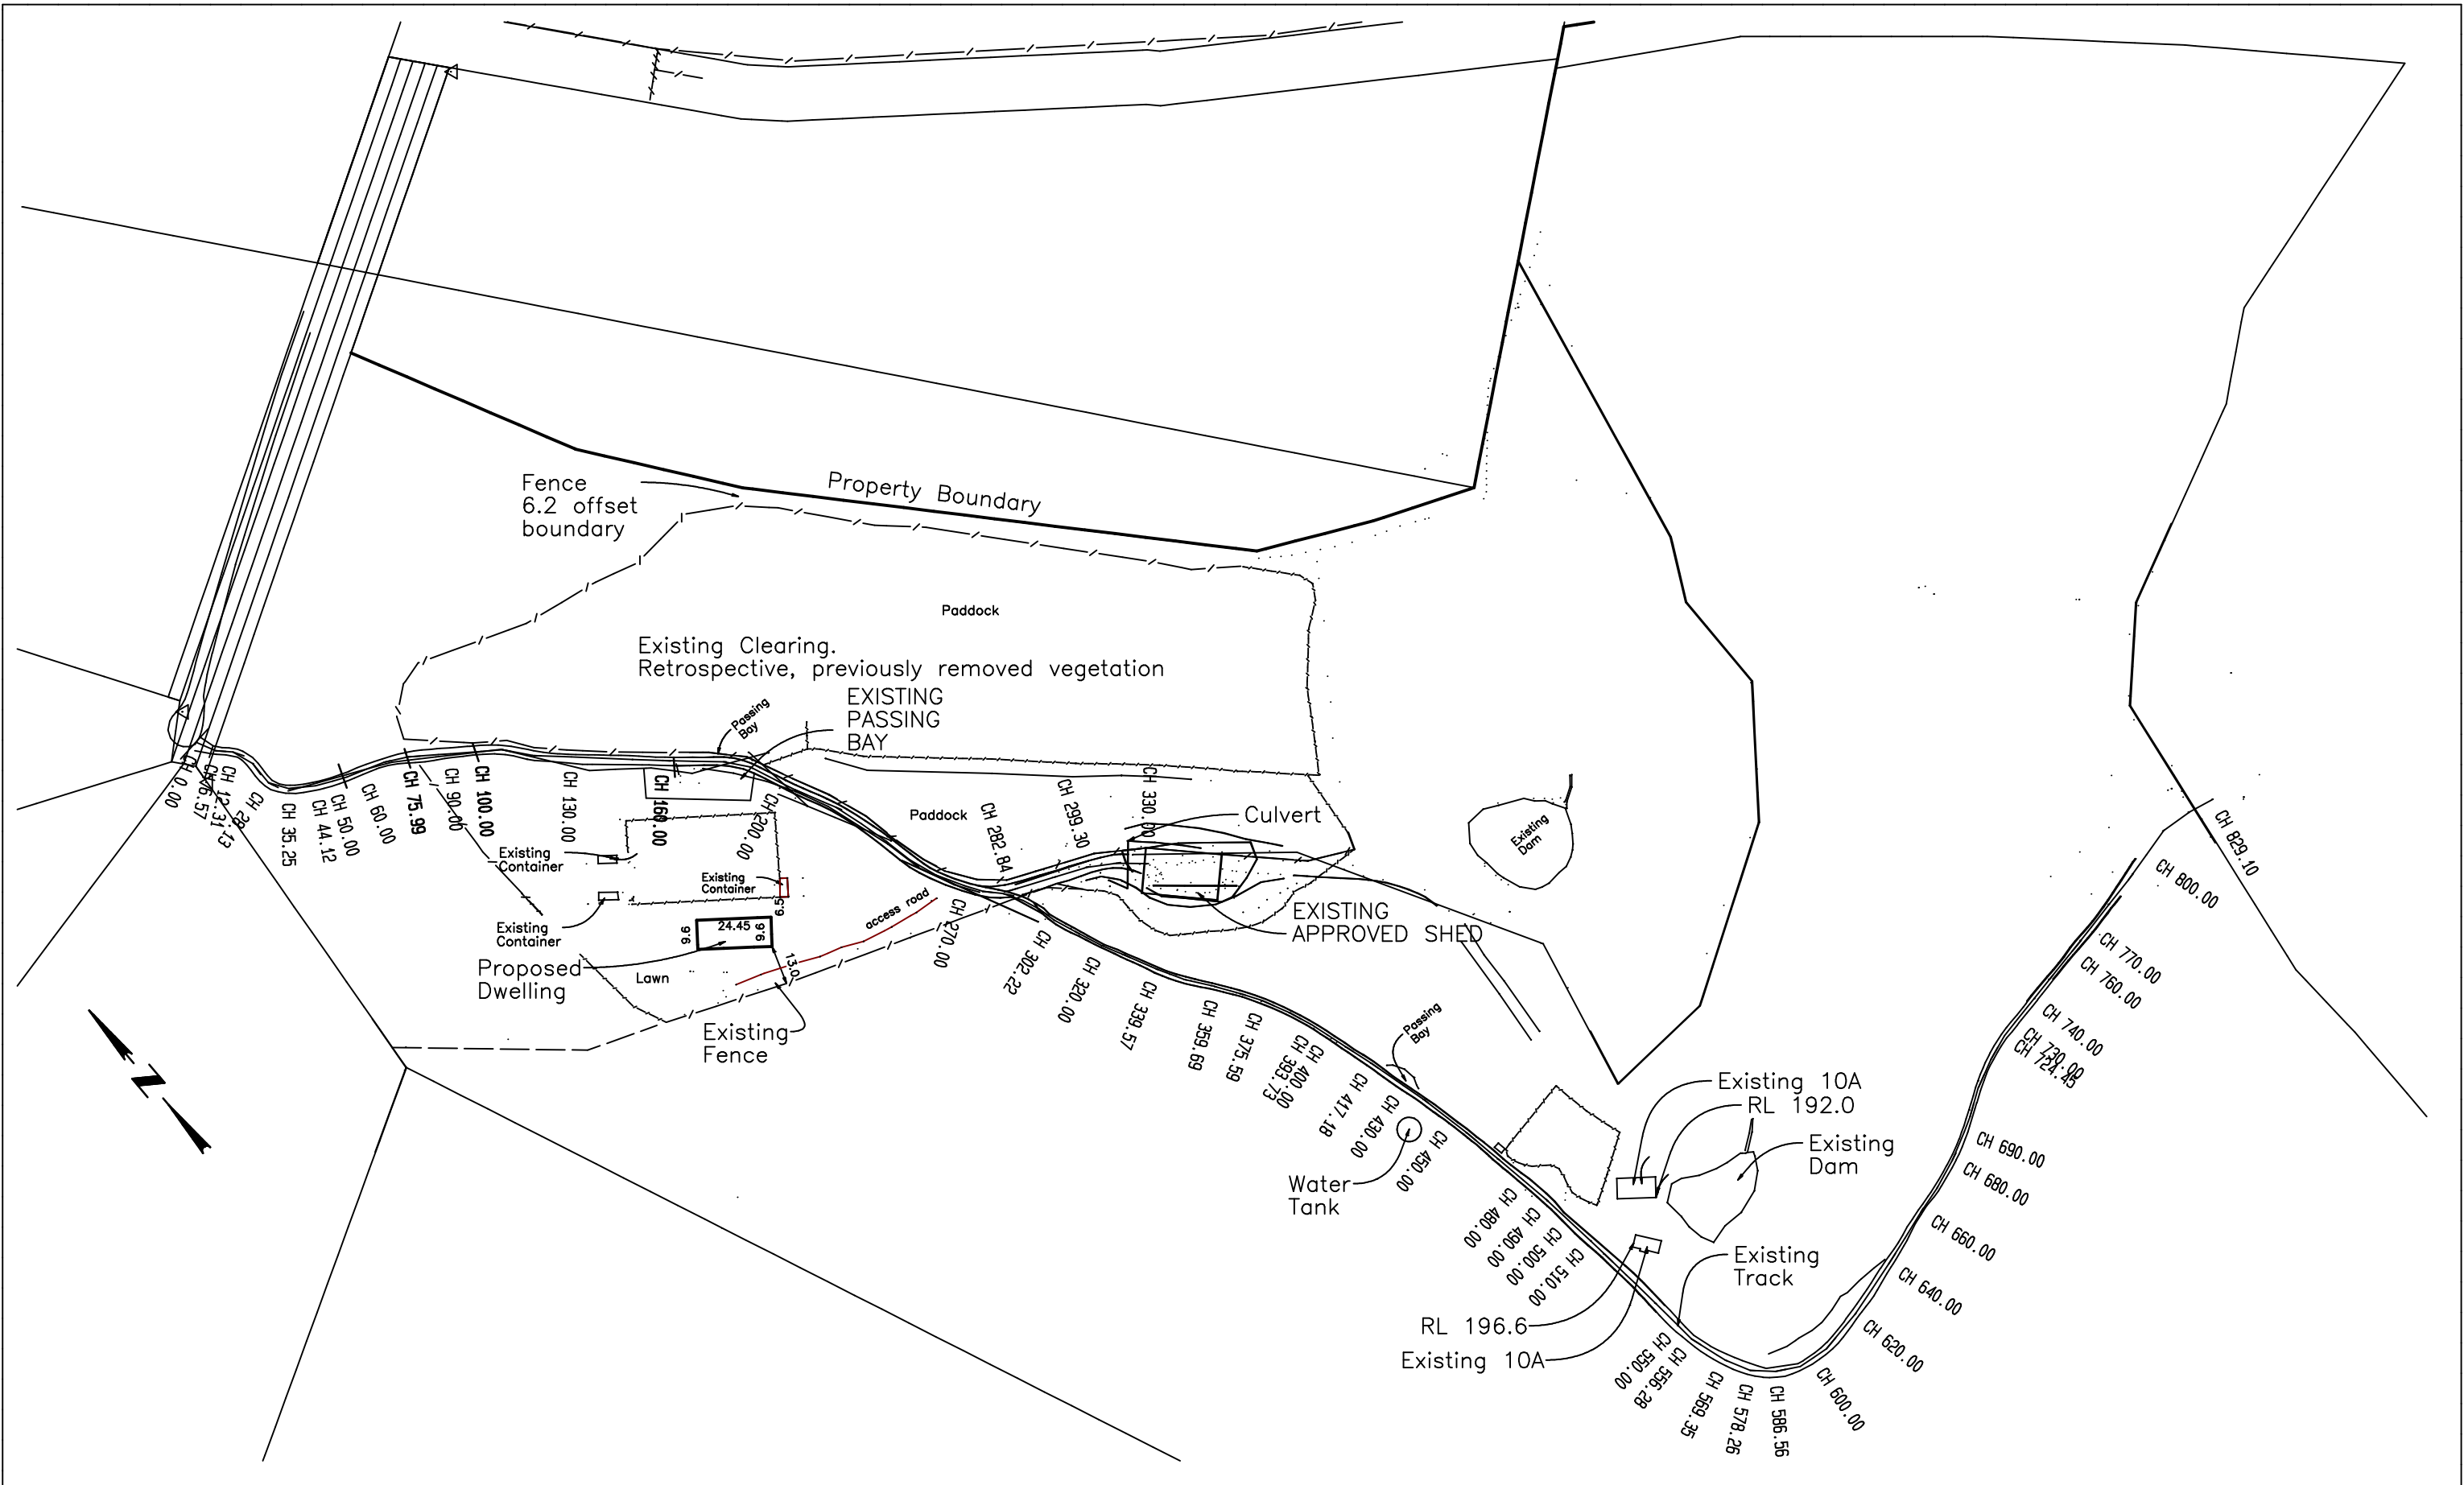 Fence
6.2 offset
boundary
Property Boundary
Paddock
Existing Clearing.
Retrospective, previously removed vegetation
Passing
Bay
EXISTING
PASSING
BAY
CH 0.00
CH 6.57
CH 12.31
CH 35.25
CH 44.12
CH 50.00
CH 60.00
CH 75.99
CH 90.00
CH 100.00
CH 130.00
CH 160.00
CH 200.00
Paddock
CH 282.84
CH 299.30
CH 330.00
Culvert
Existing
Dam
Existing
Container
Existing
Container
Existing
Container
6.5
9.6
24.45
9.6
access road
13.0
Proposed
Dwelling
Lawn
Existing
Fence
EXISTING
APPROVED SHED
CH 270.00
CH 302.22
CH 320.00
CH 339.57
CH 359.69
CH 375.59
CH 393.73
CH 400.00
CH 417.18
CH 430.00
CH 450.00
Passing
Bay
Water
Tank
N
CH 480.00
CH 490.00
CH 500.00
CH 510.00
Existing 10A
RL 192.0
Existing
Dam
Existing
Track
RL 196.6
Existing 10A
CH 550.00
CH 556.28
CH 569.35
CH 578.26
CH 586.56
CH 600.00
CH 620.00
CH 640.00
CH 660.00
CH 680.00
CH 690.00
CH 724.45
CH 730.00
CH 740.00
CH 760.00
CH 770.00
CH 800.00
CH 829.10